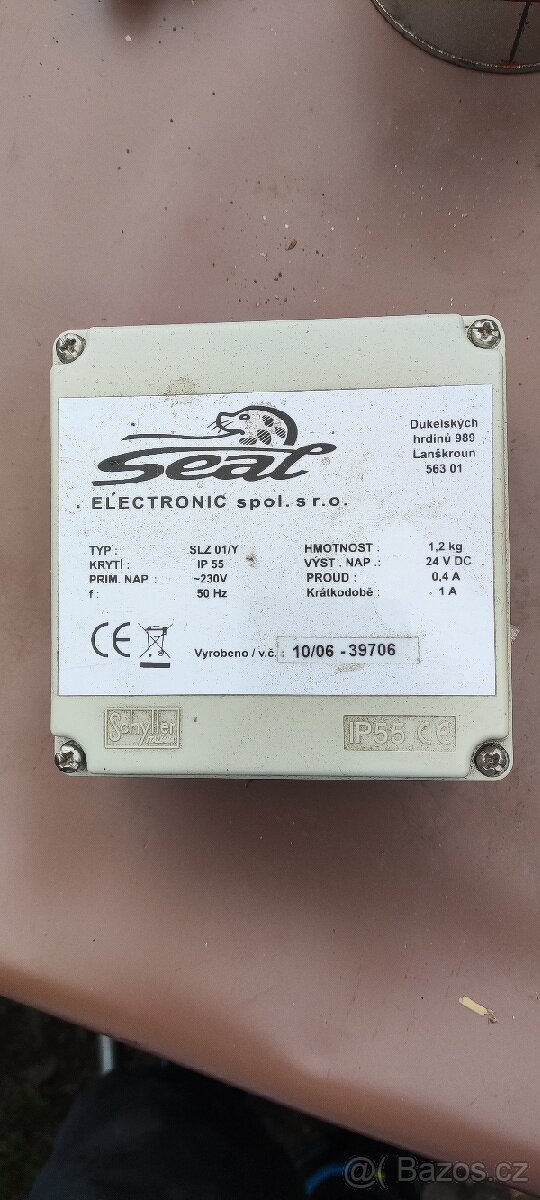 Seal
ELECTRONIC spol. s r.o.
Dukelských
hrdinů 989
Lanškroun
563 01
TYP : SLZ 01/Y
KRYTÍ : IP 55
PRIM. NAP : ~230V
f : 50 Hz
HMOTNOST : 1,2 kg
VÝST . NAP .: 24 V DC
PROUD : 0,4 A
Krátkodobě : 1 A
CE Vyrobeno / v.č. : 10/06 -39706
Schyller
IP55 CE
@ Bazos.cz